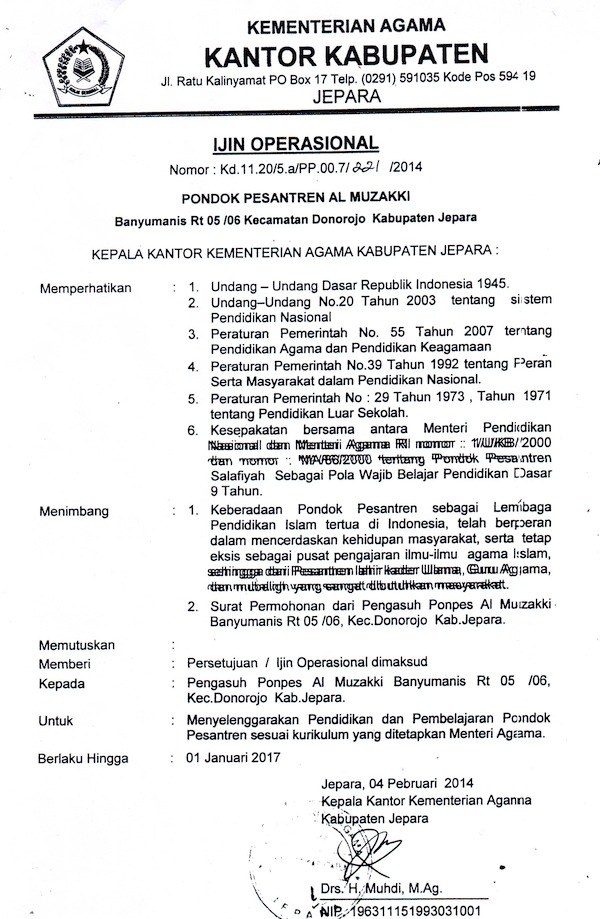 KEMENTERIAN AGAMA
KANTOR KABUPATEN
Jl. Ratu Kalinyamat PO Box 17 Telp. (0291) 591035 Kode Pos 594 19
JEPARA
IJIN OPERASIONAL
Nomor : Kd.11.20/5.a/PP.00.7/221 /2014
PONDOK PESANTREN AL MUZAKKI
Banyumanis Rt 05 /06 Kecamatan Donorojo Kabupaten Jepara
KEPALA KANTOR KEMENTERIAN AGAMA KABUPATEN JEPARA :
Memperhatikan : 1. Undang – Undang Dasar Republik Indonesia 1945.
2. Undang–Undang No.20 Tahun 2003 tentang sistem
Pendidikan Nasional
3. Peraturan Pemerintah No. 55 Tahun 2007 tentang
Pendidikan Agama dan Pendidikan Keagamaan
4. Peraturan Pemerintah No.39 Tahun 1992 tentang Peran
Serta Masyarakat dalam Pendidikan Nasional.
5. Peraturan Pemerintah No : 29 Tahun 1973 , Tahun 1971
tentang Pendidikan Luar Sekolah.
6. Kesepakatan bersama antara Menteri Pendidikan
Nasional dan Menteri Agama RI nomor : 1/U/KB/2000
dan nomor : MA/86/2000 tentang Pondok Pesantren
Salafiyah Sebagai Pola Wajib Belajar Pendidikan Dasar
9 Tahun.
Menimbang : 1. Keberadaan Pondok Pesantren sebagai Lembaga
Pendidikan Islam tertua di Indonesia, telah berperan
dalam mencerdaskan kehidupan masyarakat, serta tetap
eksis sebagai pusat pengajaran ilmu-ilmu agama Islam,
sehingga dari Pesantren lahir kader Ulama, Guru Agama,
dan mubaligh yang sangat dibutuhkan masyarakat.
2. Surat Permohonan dari Pengasuh Ponpes Al Muzakki
Banyumanis Rt 05 /06, Kec.Donorojo Kab.Jepara.
Memutuskan :
Memberi : Persetujuan / Ijin Operasional dimaksud
Kepada : Pengasuh Ponpes Al Muzakki Banyumanis Rt 05 /06,
Kec.Donorojo Kab.Jepara.
Untuk : Menyelenggarakan Pendidikan dan Pembelajaran Pondok
Pesantren sesuai kurikulum yang ditetapkan Menteri Agama.
Berlaku Hingga : 01 Januari 2017
Jepara, 04 Pebruari 2014
Kepala Kantor Kementerian Agama
Kabupaten Jepara
Drs. H. Muhdi, M.Ag.
NIP. 196311151993031001